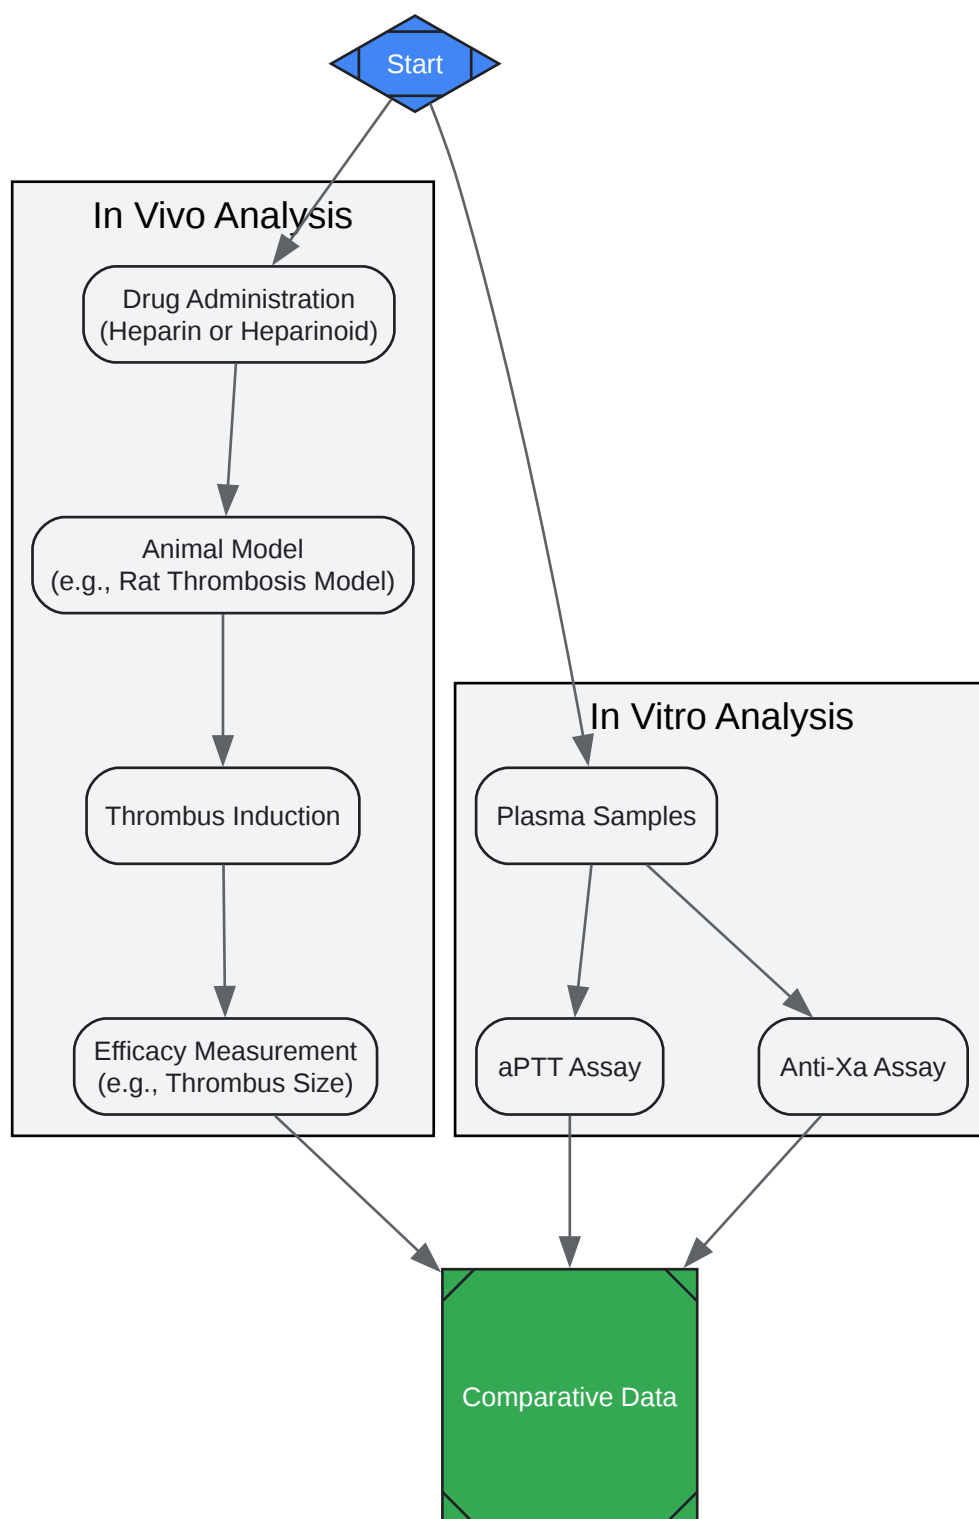 Start
In Vivo Analysis
Drug Administration
(Heparin or Heparinoid)
Animal Model
(e.g., Rat Thrombosis Model)
Thrombus Induction
Efficacy Measurement
(e.g., Thrombus Size)
In Vitro Analysis
Plasma Samples
aPTT Assay
Anti-Xa Assay
Comparative Data